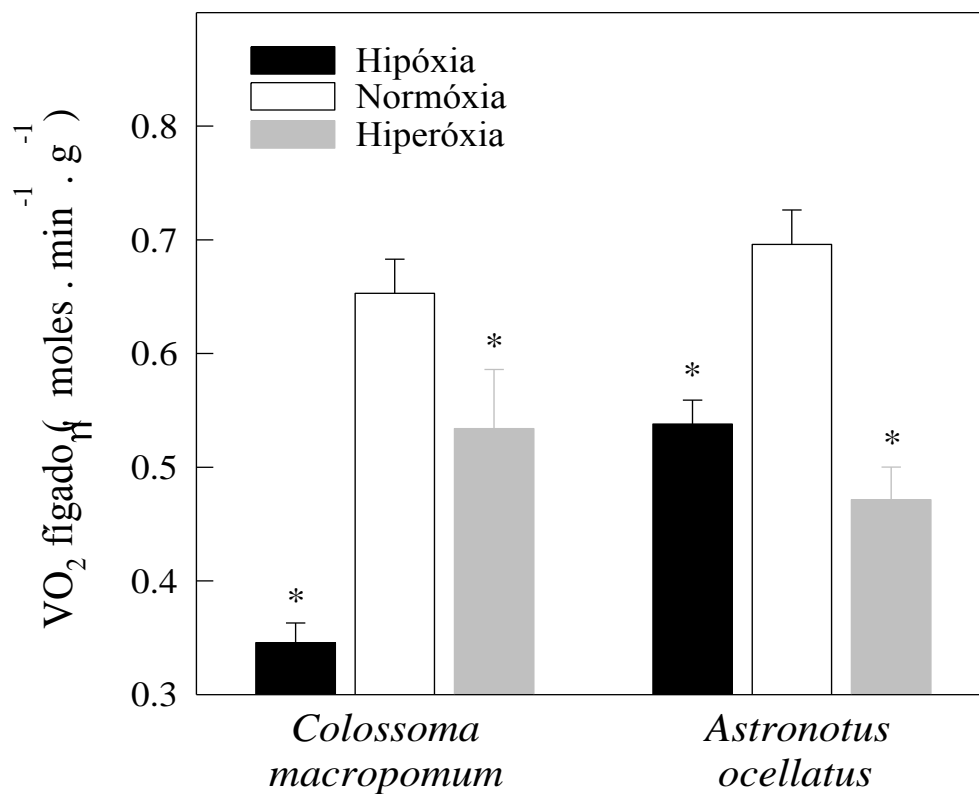 Hipóxia
Normóxia
Hiperóxia
VO2 fígado (ηmoles . min-1 . g-1)
0.8
0.7
0.6
0.5
0.4
0.3
*
*
*
*
Colossoma
macropomum
Astronotus
ocellatus